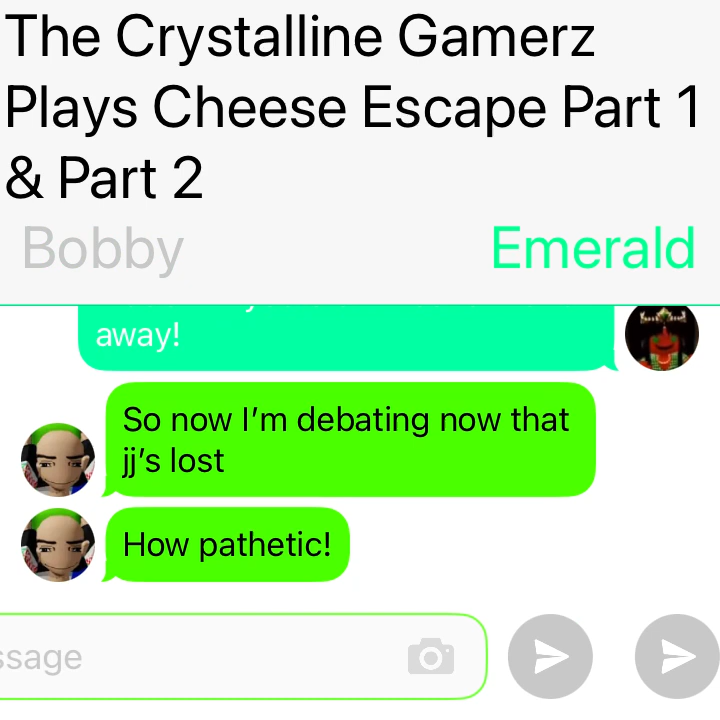 The Crystalline Gamerz
Plays Cheese Escape Part 1
& Part 2
Bobby
Emerald
away!
So now I’m debating now that
jj’s lost
How pathetic!
ssage